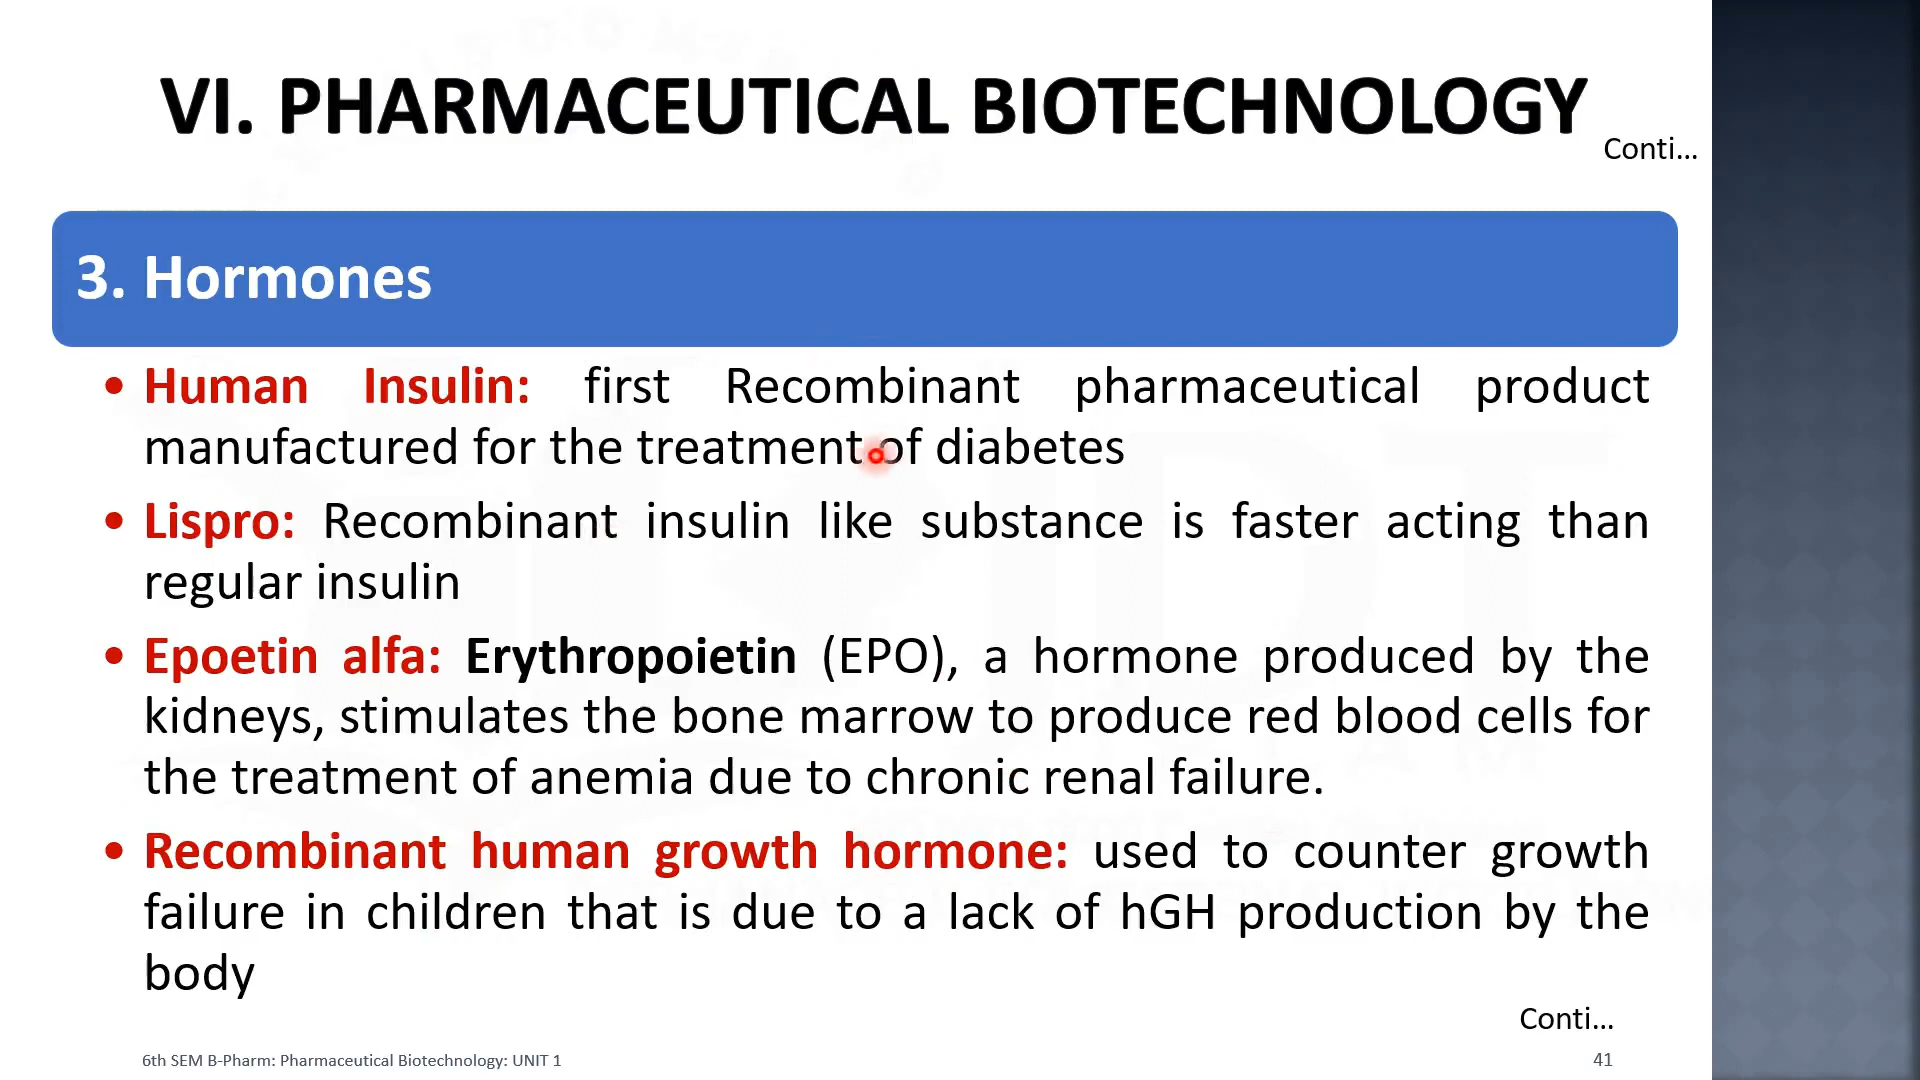 VI. PHARMACEUTICAL BIOTECHNOLOGY
Conti...
3. Hormones
• Human Insulin: first Recombinant pharmaceutical product
manufactured for the treatment of diabetes
• Lispro: Recombinant insulin like substance is faster acting than
regular insulin
• Epoetin alfa: Erythropoietin (EPO), a hormone produced by the
kidneys, stimulates the bone marrow to produce red blood cells for
the treatment of anemia due to chronic renal failure.
• Recombinant human growth hormone: used to counter growth
failure in children that is due to a lack of hGH production by the
body
Conti...
6th SEM B-Pharm: Pharmaceutical Biotechnology: UNIT 1
41